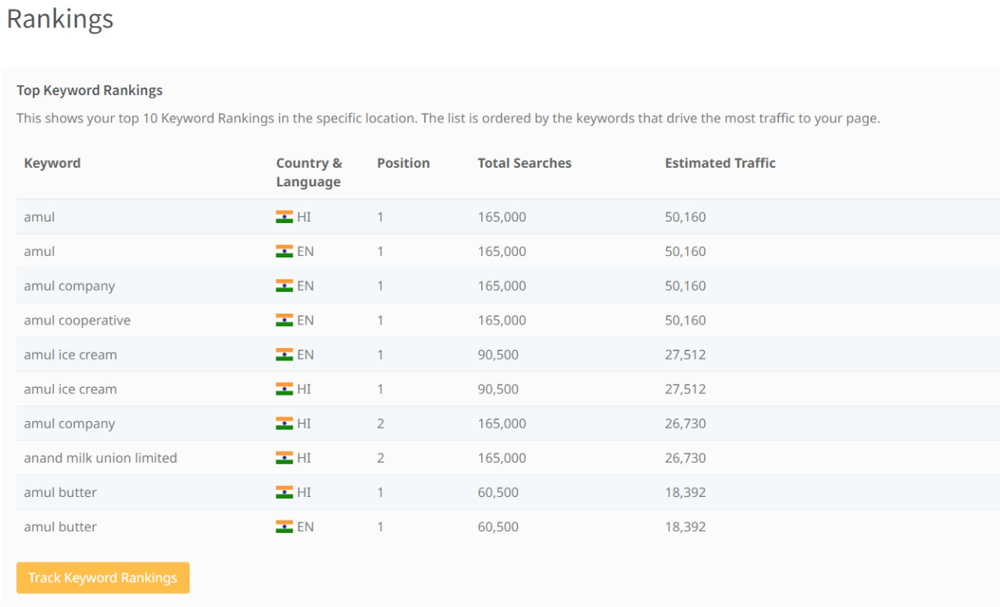 Rankings
Top Keyword Rankings
This shows your top 10 Keyword Rankings in the specific location. The list is ordered by the keywords that drive the most traffic to your page.
Keyword Country & Language Position Total Searches Estimated Traffic
amul HI 1 165,000 50,160
amul EN 1 165,000 50,160
amul company EN 1 165,000 50,160
amul cooperative EN 1 165,000 50,160
amul ice cream EN 1 90,500 27,512
amul ice cream HI 1 90,500 27,512
amul company HI 2 165,000 26,730
anand milk union limited HI 2 165,000 26,730
amul butter HI 1 60,500 18,392
amul butter EN 1 60,500 18,392
Track Keyword Rankings